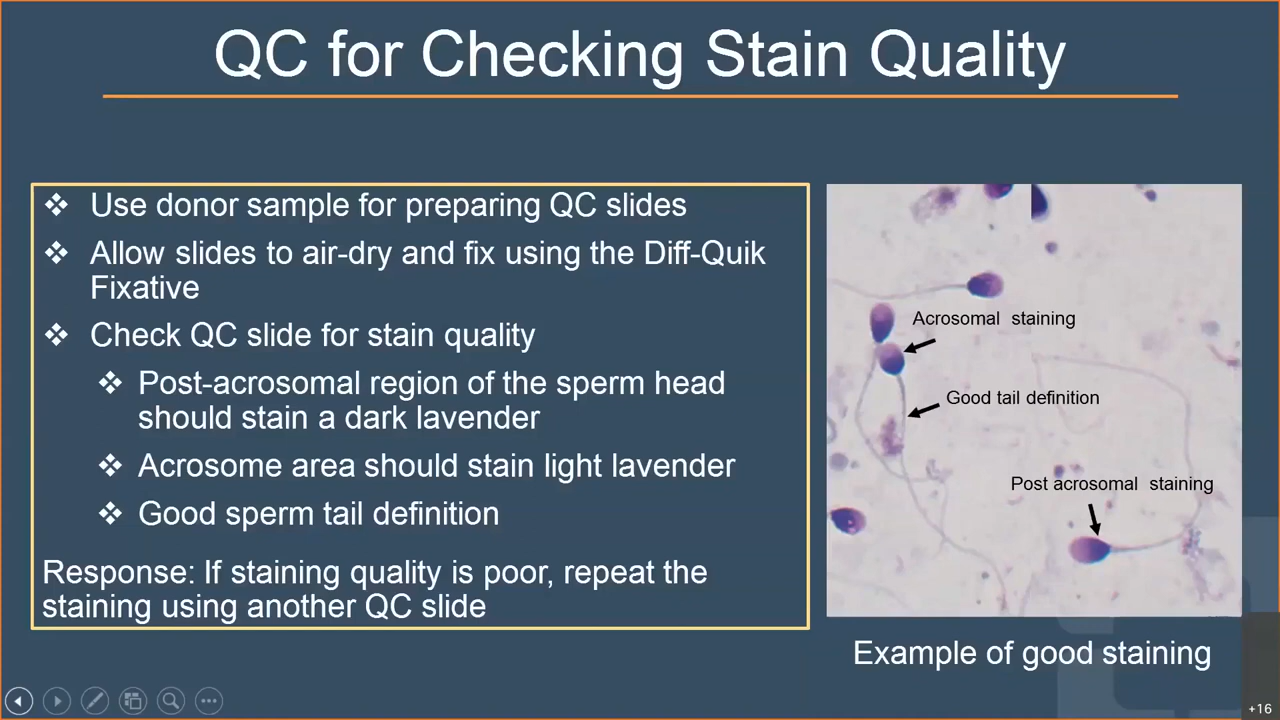 QC for Checking Stain Quality
❖ Use donor sample for preparing QC slides
❖ Allow slides to air-dry and fix using the Diff-Quik
Fixative
❖ Check QC slide for stain quality
❖ Post-acrosomal region of the sperm head
should stain a dark lavender
❖ Acrosome area should stain light lavender
❖ Good sperm tail definition
Response: If staining quality is poor, repeat the
staining using another QC slide
Acrosomal staining
Good tail definition
Post acrosomal staining
Example of good staining
+16